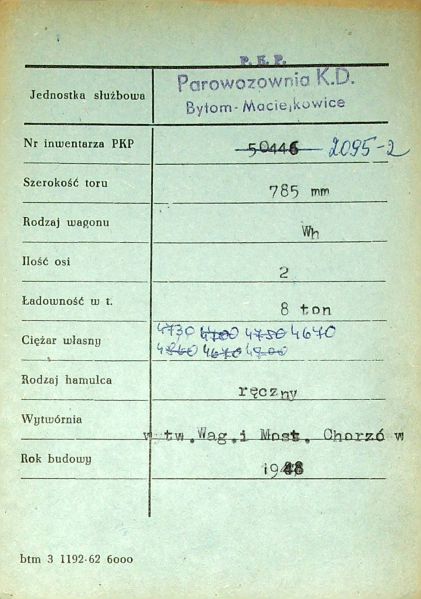 P. K. P.
Jednostka służbowa Parowozownia K.D.
Bytom-Maciejkowice
Nr inwentarza PKP 50446 2095-2
Szerokość toru 785 mm
Rodzaj wagonu Wh
Ilość osi 2
Ładowność w t. 8 ton
4730 4700 4750 4670
Ciężar własny
4860 4670 4800
Rodzaj hamulca ręczny
Wytwórnia w tw.Wag.i Most. Chorzów
Rok budowy 1948
btm 3 1192-62 6000